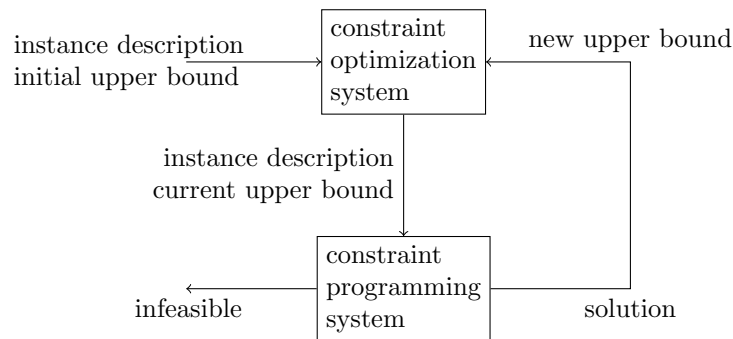 instance description
initial upper bound
constraint
optimization
system
new upper bound
instance description
current upper bound
constraint
programming
system
infeasible
solution